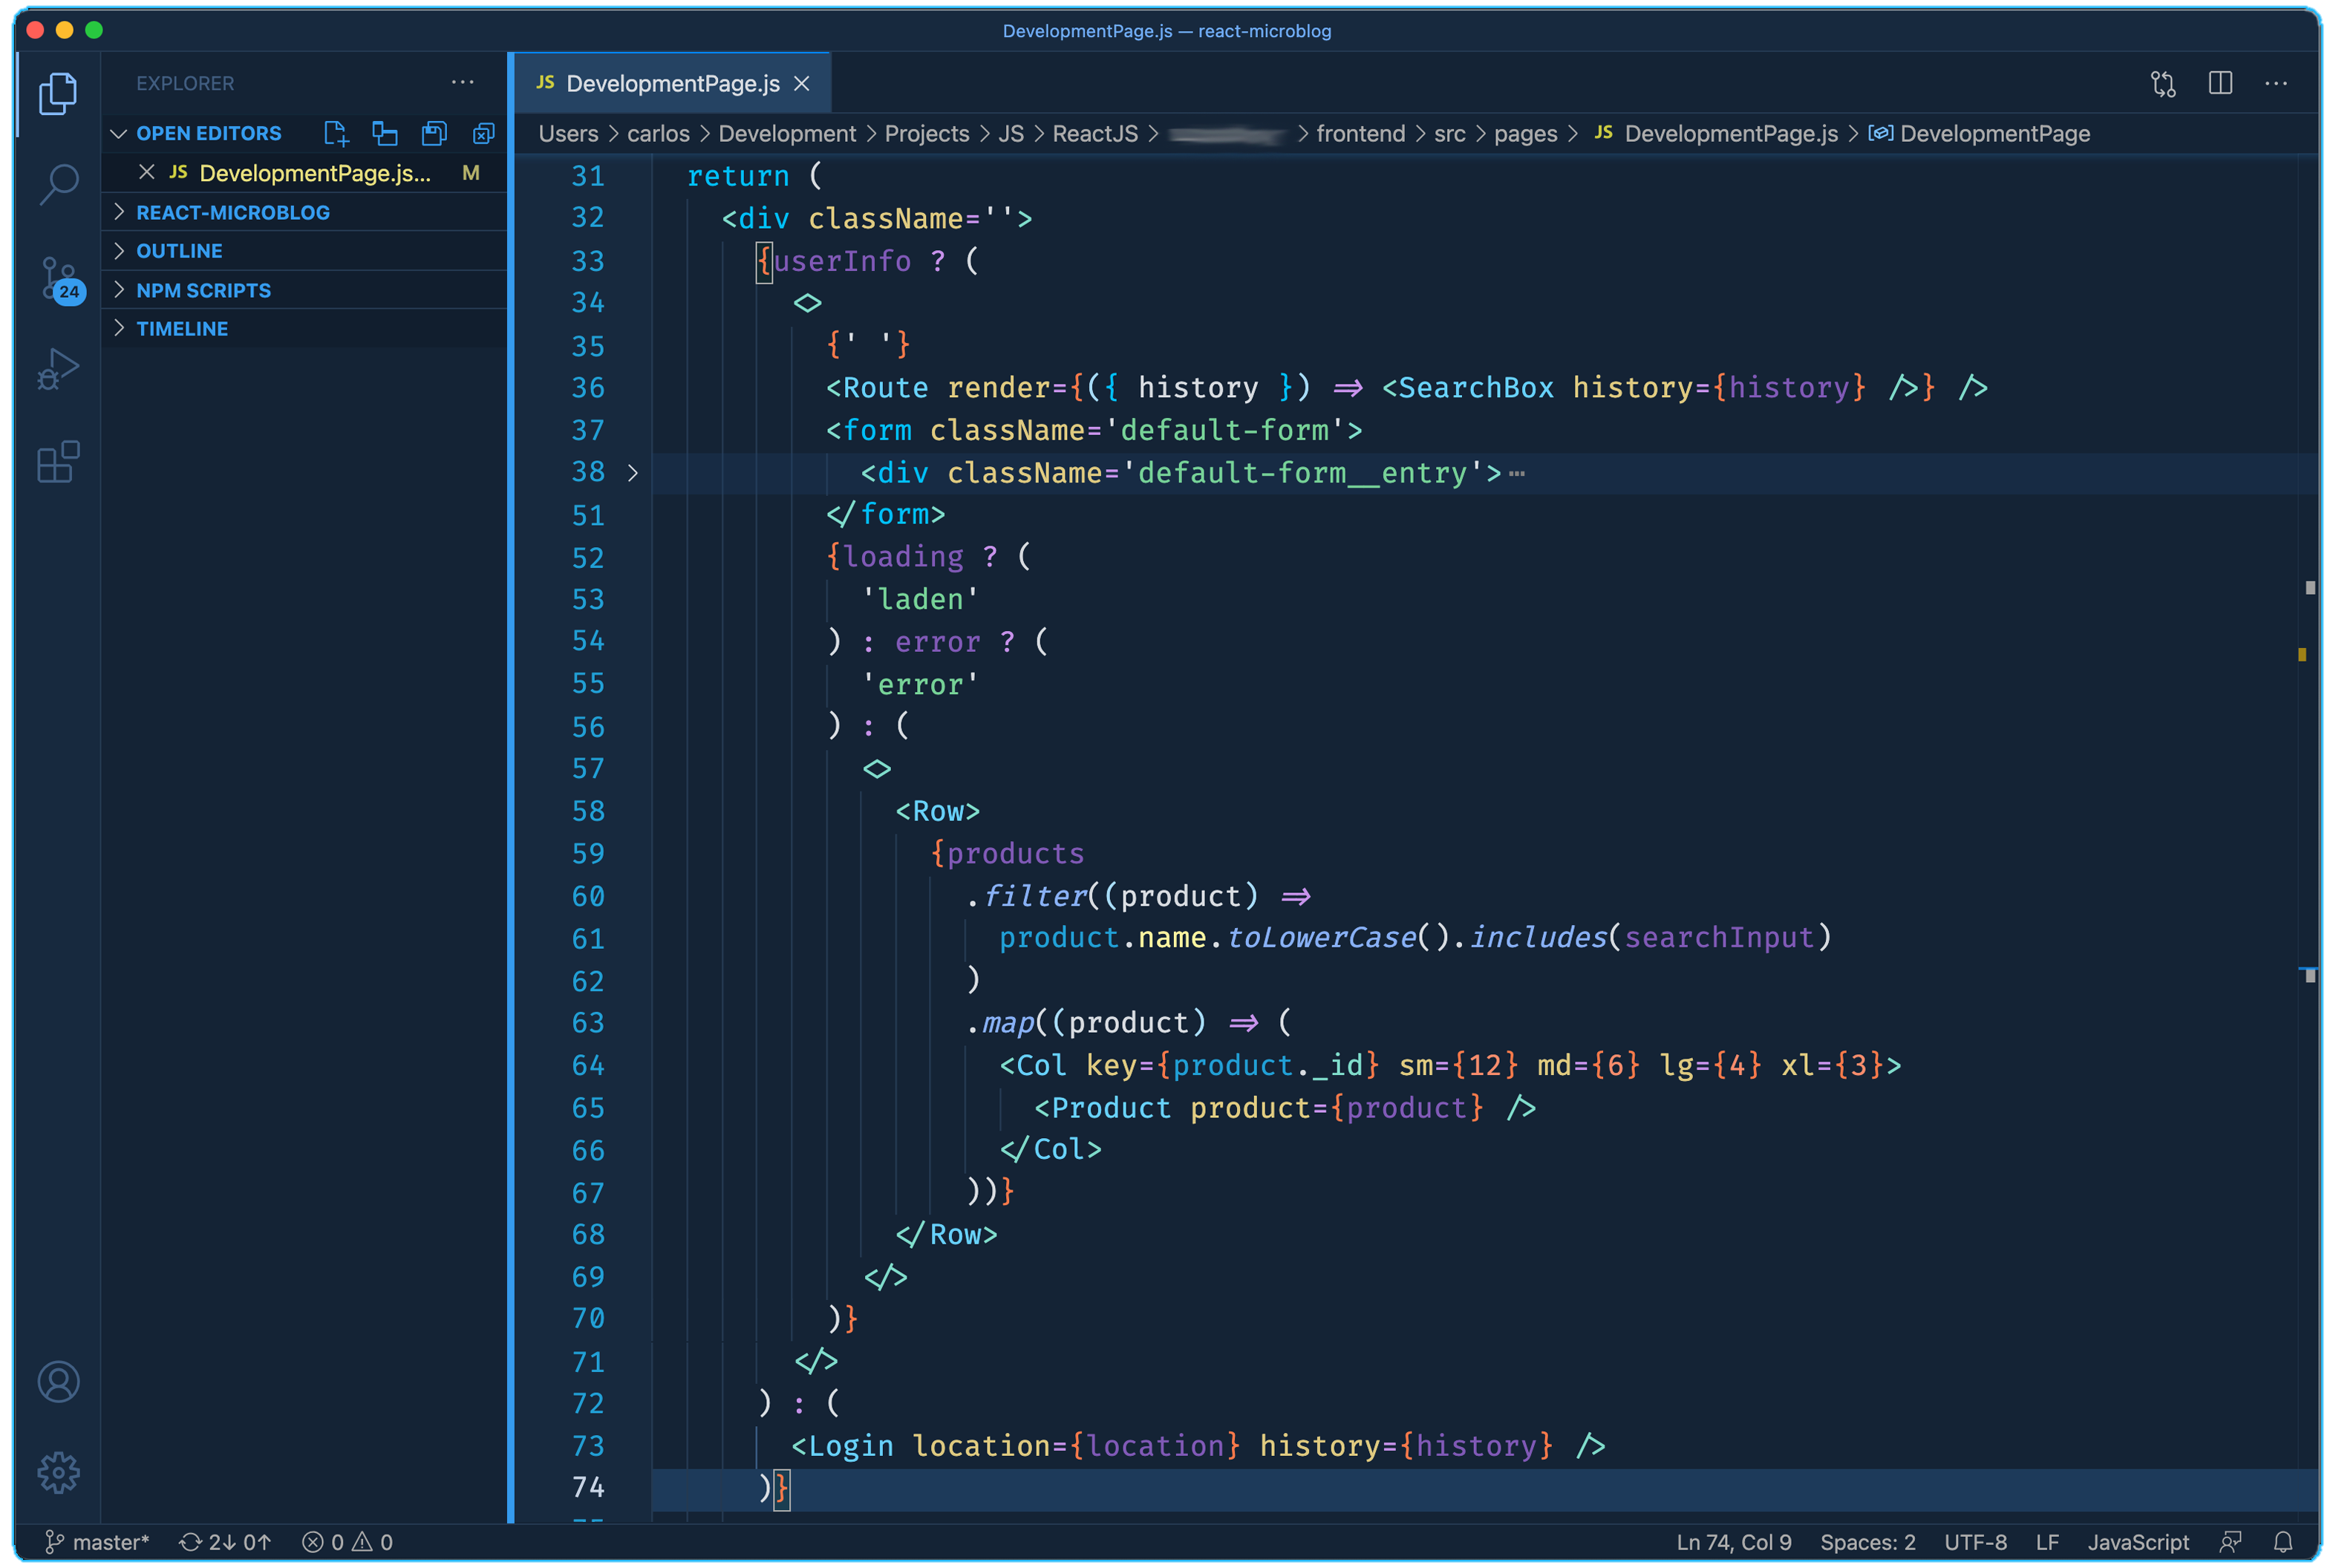 DevelopmentPage.js — react-microblog
EXPLORER
OPEN EDITORS
JS DevelopmentPage.js... M
REACT-MICROBLOG
OUTLINE
NPM SCRIPTS
TIMELINE
24
JS DevelopmentPage.js
Users > carlos > Development > Projects > JS > ReactJS > > frontend > src > pages > JS DevelopmentPage.js > DevelopmentPage
31 return (
32 <div className=''>
33 {userInfo ? (
34 <>
35 {' '}
36 <Route render={({ history }) => <SearchBox history={history} />} />
37 <form className='default-form'>
38 <div className='default-form__entry'>…
51 </form>
52 {loading ? (
53 'laden'
54 ) : error ? (
55 'error'
56 ) : (
57 <>
58 <Row>
59 {products
60 .filter((product) =>
61 product.name.toLowerCase().includes(searchInput)
62 )
63 .map((product) => (
64 <Col key={product._id} sm={12} md={6} lg={4} xl={3}>
65 <Product product={product} />
66 </Col>
67 ))}
68 </Row>
69 </>
70 )}
71 </>
72 ) : (
73 <Login location={location} history={history} />
74 )}
master* 2↓ 0↑ 0 0 Ln 74, Col 9 Spaces: 2 UTF-8 LF JavaScript